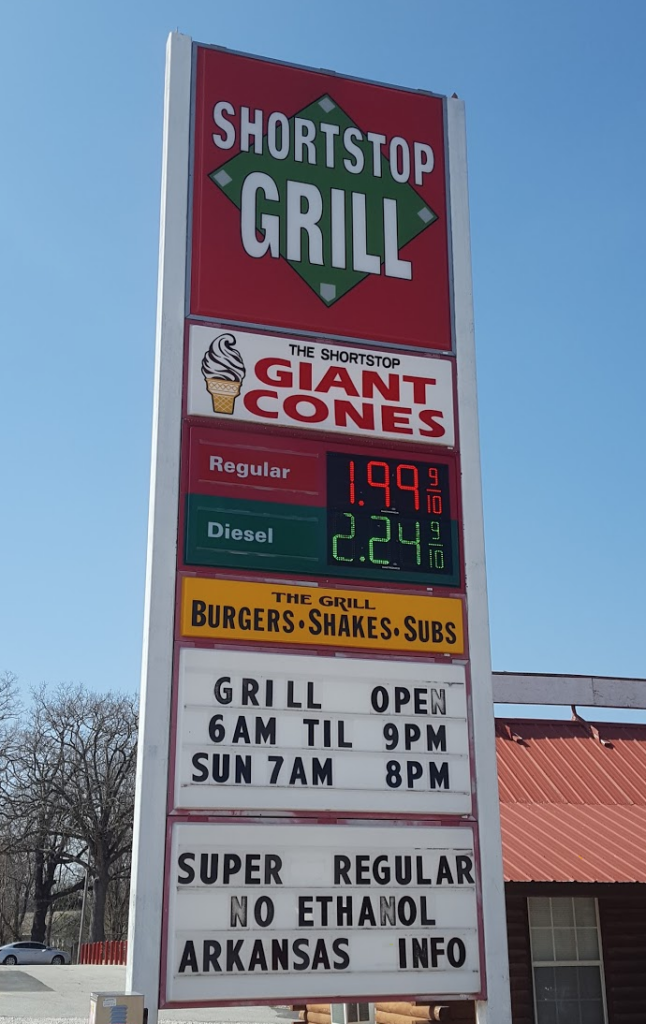 SHORTSTOP
GRILL
THE SHORTSTOP
GIANT
CONES
Regular 1.99 9/10
Diesel 2.24 9/10
THE GRILL
BURGERS•SHAKES•SUBS
GRILL OPEN
6AM TIL 9PM
SUN 7AM 8PM
SUPER REGULAR
NO ETHANOL
ARKANSAS INFO